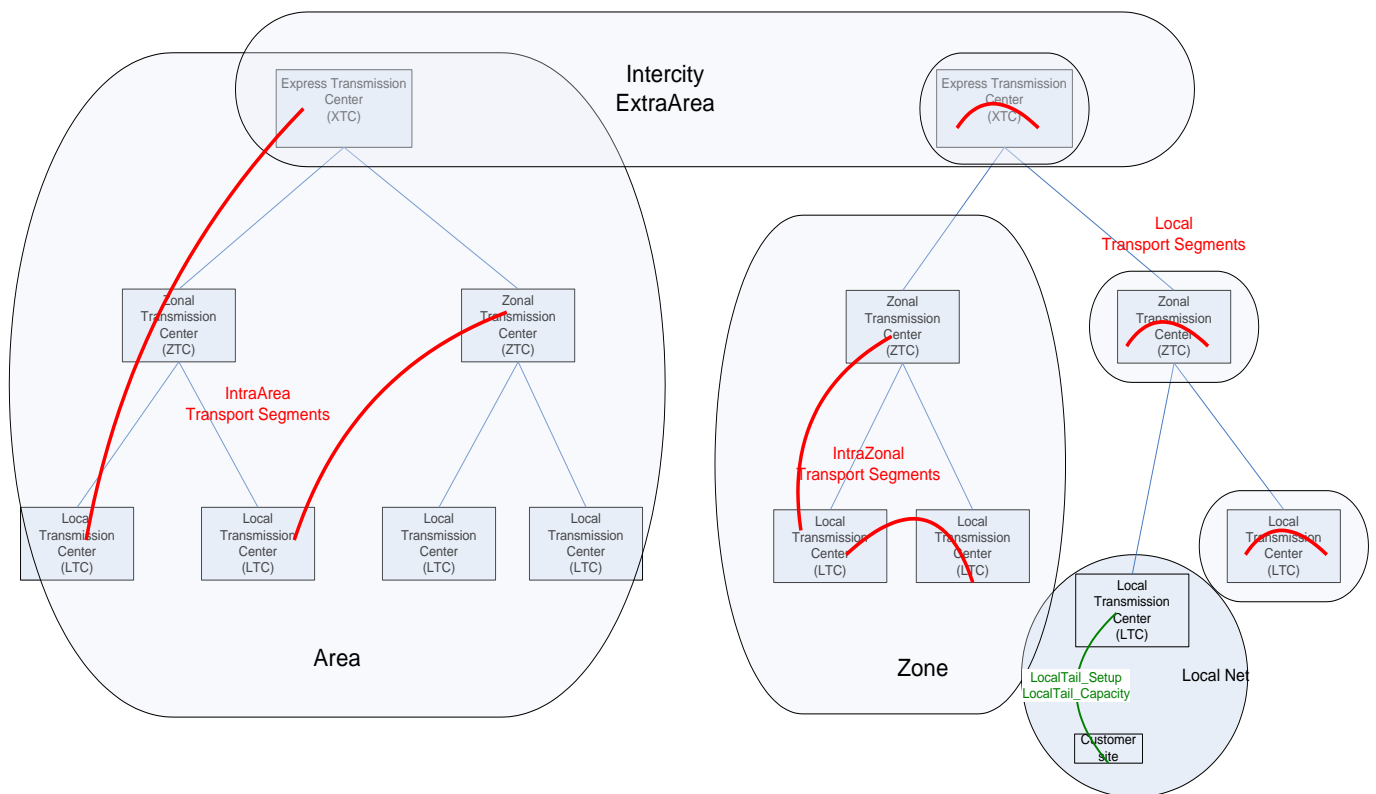 Intercity
ExtraArea
Express Transmission
Center
(XTC)
Express Transmission
Center
(XTC)
Local
Transport Segments
Zonal
Transmission
Center
(ZTC)
Zonal
Transmission
Center
(ZTC)
Zonal
Transmission
Center
(ZTC)
Zonal
Transmission
Center
(ZTC)
IntraArea
Transport Segments
IntraZonal
Transport Segments
Local
Transmission
Center
(LTC)
Local
Transmission
Center
(LTC)
Local
Transmission
Center
(LTC)
Local
Transmission
Center
(LTC)
Local
Transmission
Center
(LTC)
Local
Transmission
Center
(LTC)
Local
Transmission
Center
(LTC)
Local
Transmission
Center
(LTC)
Area
Zone
LocalTail_Setup
LocalTail_Capacity
Local Net
Customer
site